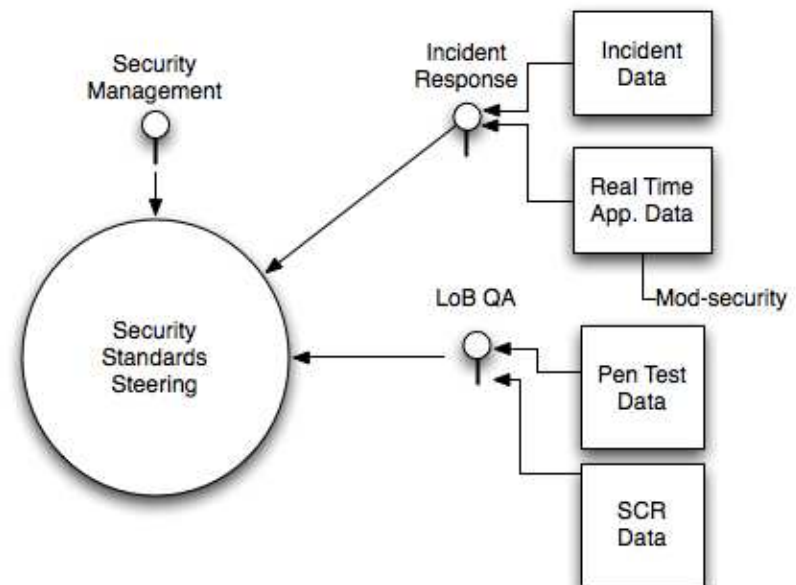 Security
Management
Incident
Response
Incident
Data
Real Time
App. Data
Mod-security
LoB QA
Security
Standards
Steering
Pen Test
Data
SCR
Data